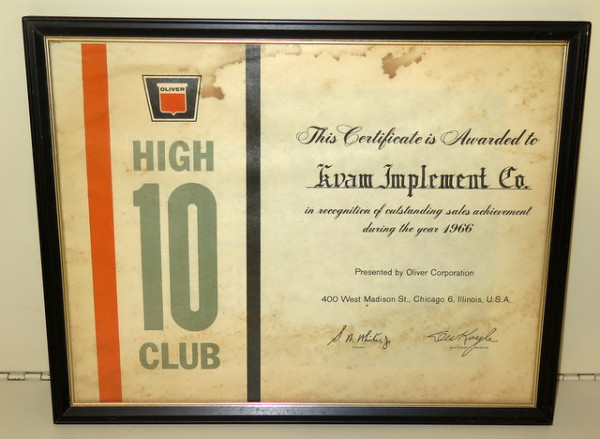 OLIVER
HIGH
10
CLUB
This Certificate is Awarded to
Kvam Implement Co.
in recognition of outstanding sales achievement
during the year 1966
Presented by Oliver Corporation
400 West Madison St., Chicago 6, Illinois, U.S.A.